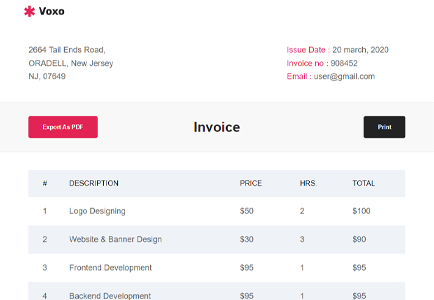 Voxo
2664 Tail Ends Road,
ORADELL, New Jersey
NJ, 07649
Issue Date : 20 march, 2020
Invoice no : 908452
Email : user@gmail.com
Export As PDF
Invoice
Print
# DESCRIPTION PRICE HRS. TOTAL
1 Logo Designing $50 2 $100
2 Website & Banner Design $30 3 $90
3 Frontend Development $95 1 $95
4 Backend Development $95 1 $95